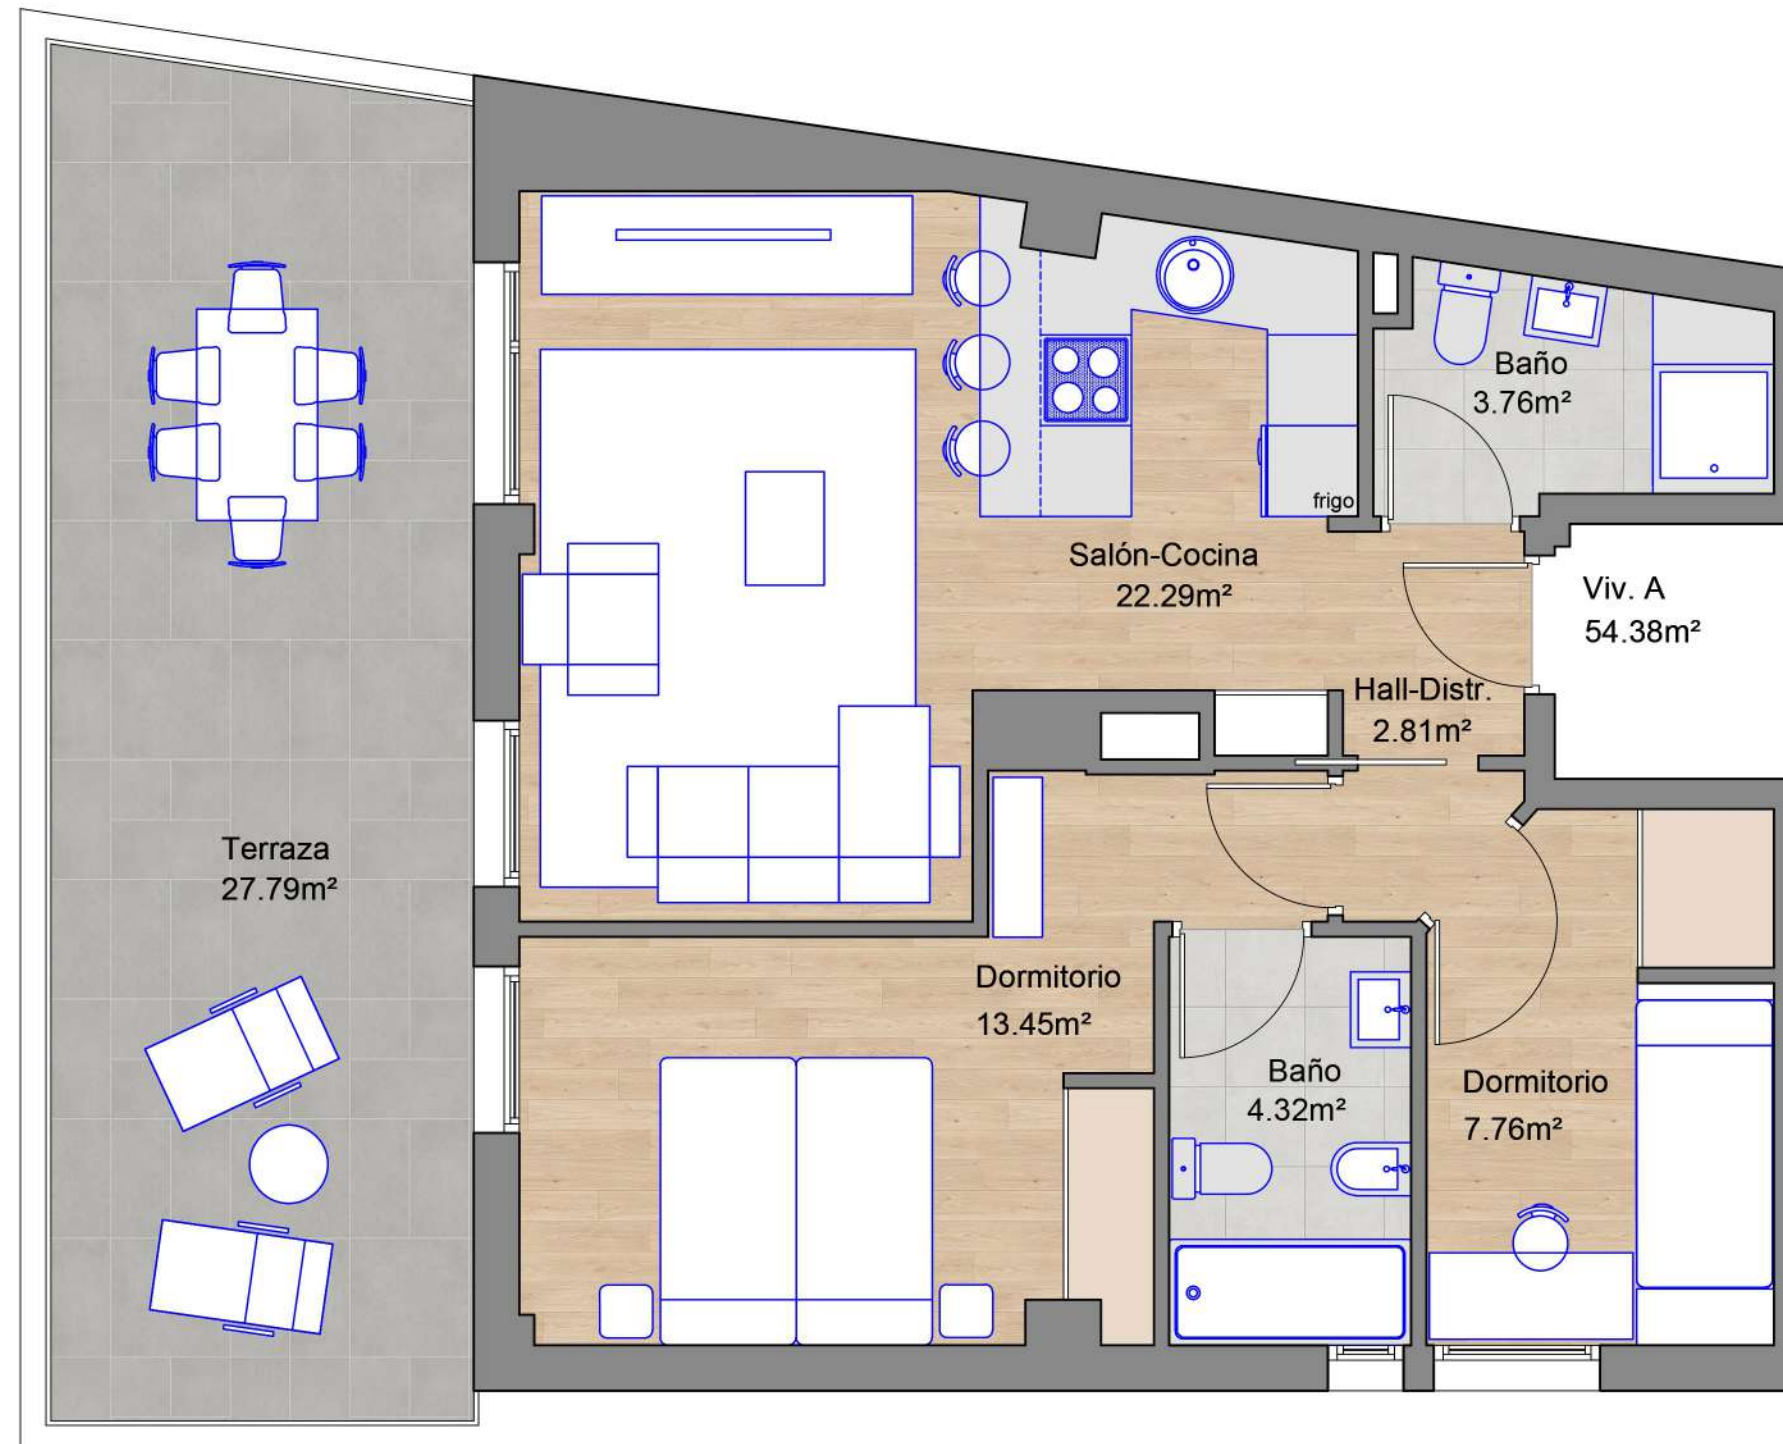 Baño
3.76m²
frigo
Salón-Cocina
22.29m²
Viv. A
54.38m²
Hall-Distr.
2.81m²
Terraza
27.79m²
Dormitorio
13.45m²
Baño
4.32m²
Dormitorio
7.76m²